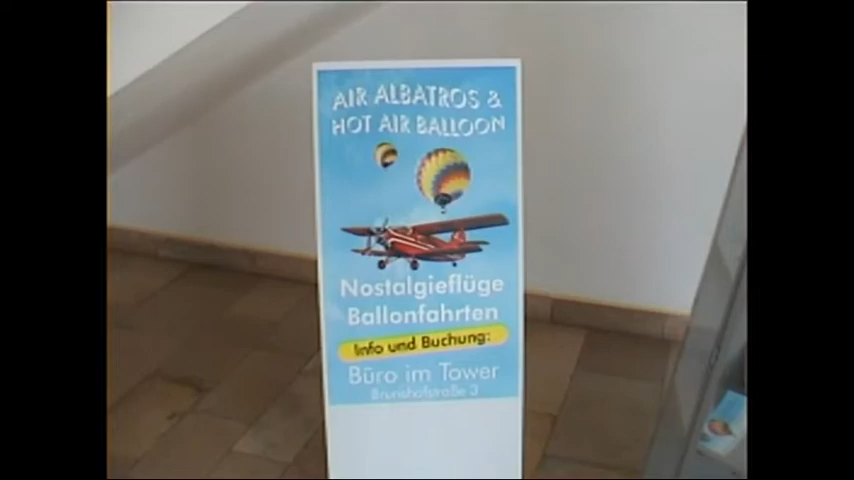 AIR ALBATROS &
HOT AIR BALLOON
Nostalgieflüge
Ballonfahrten
Info und Buchung:
Büro im Tower
Brunshofstraße 3